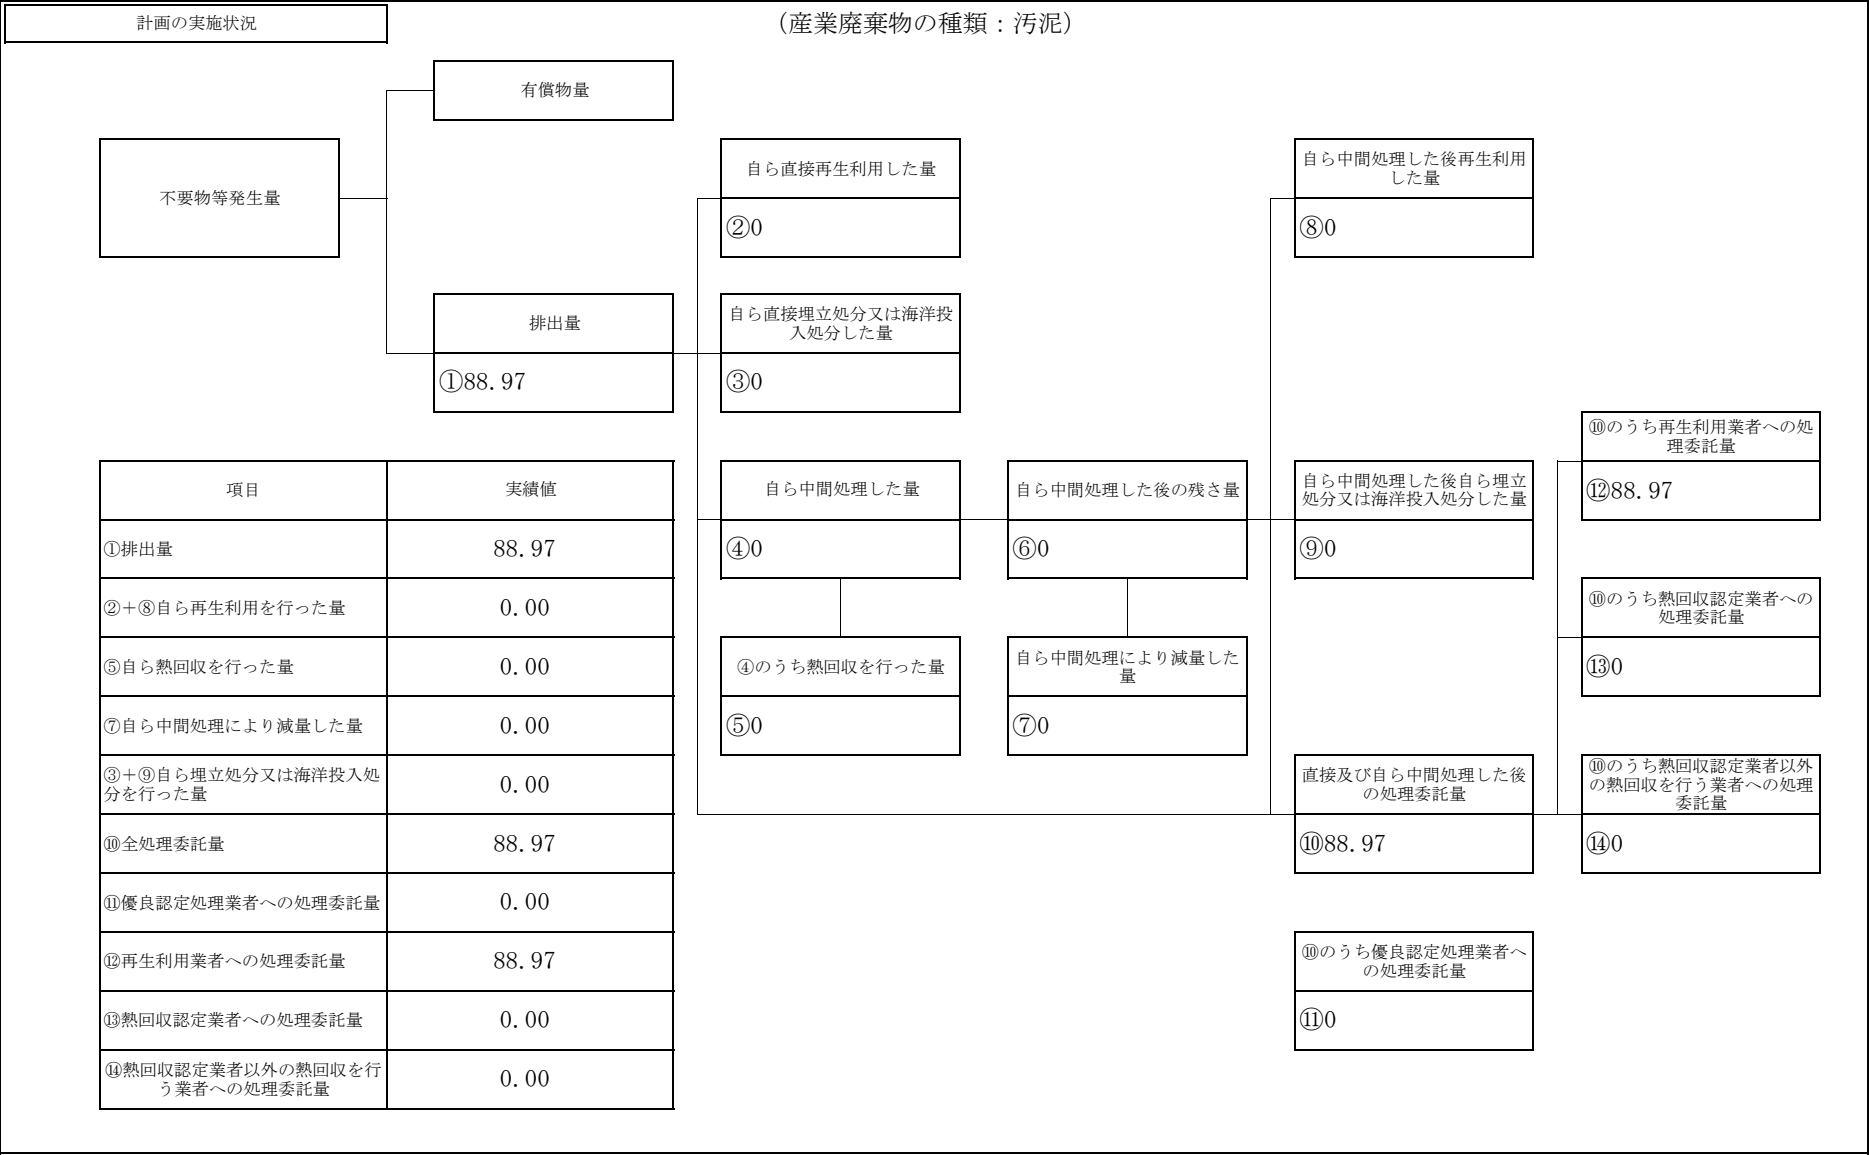 計画の実施状況
（産業廃棄物の種類：汚泥）
有償物量
不要物等発生量
自ら直接再生利用した量
②0
自ら中間処理した後再生利用
した量
⑧0
排出量
①88.97
自ら直接埋立処分又は海洋投
入処分した量
③0
⑩のうち再生利用業者への処
理委託量
⑫88.97
自ら中間処理した量
④0
自ら中間処理した後の残さ量
⑥0
自ら中間処理した後自ら埋立
処分又は海洋投入処分した量
⑨0
⑩のうち熱回収認定業者への
処理委託量
⑬0
④のうち熱回収を行った量
⑤0
自ら中間処理により減量した
量
⑦0
直接及び自ら中間処理した後
の処理委託量
⑩88.97
⑩のうち熱回収認定業者以外
の熱回収を行う業者への処理
委託量
⑭0
⑩のうち優良認定処理業者へ
の処理委託量
⑪0
項目 実績値
①排出量 88.97
②＋⑧自ら再生利用を行った量 0.00
⑤自ら熱回収を行った量 0.00
⑦自ら中間処理により減量した量 0.00
③＋⑨自ら埋立処分又は海洋投入処
分を行った量 0.00
⑩全処理委託量 88.97
⑪優良認定処理業者への処理委託量 0.00
⑫再生利用業者への処理委託量 88.97
⑬熱回収認定業者への処理委託量 0.00
⑭熱回収認定業者以外の熱回収を行
う業者への処理委託量 0.00